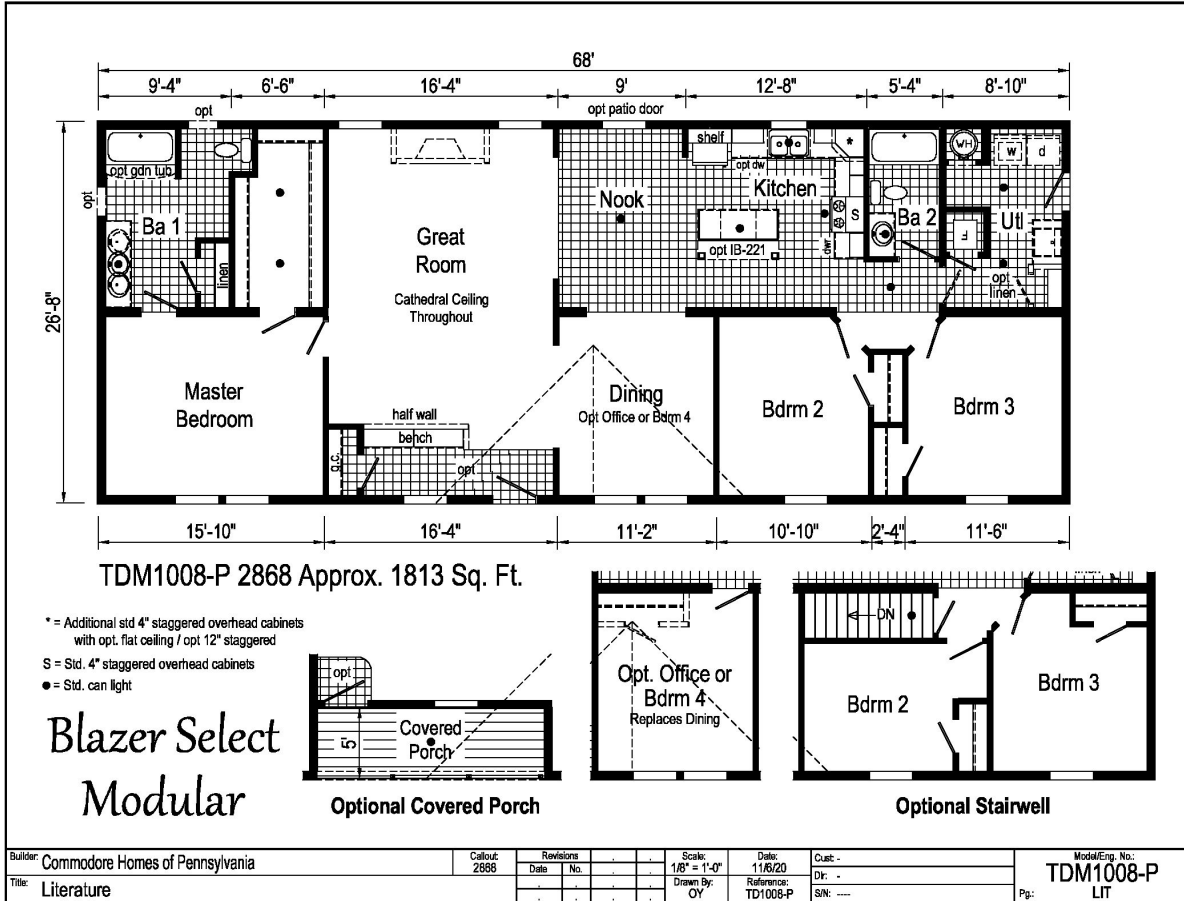 68'
9'-4" 6'-6" 16'-4" 9' 12'-8" 5'-4" 8'-10"
opt
opt patio door
26'-8"
opt gdn tub
opt
Ba 1
linen
Great
Room
Cathedral Ceiling
Throughout
Nook
shelf
*
opt dw
Kitchen
S
opt IB-221
dwr
Ba 2
WH
w
d
F
Utl
opt
linen
Master
Bedroom
half wall
bench
g.c.
opt
Dining
Opt Office or Bdrm 4
Bdrm 2
Bdrm 3
15'-10" 16'-4" 11'-2" 10'-10" 2'-4" 11'-6"
TDM1008-P 2868 Approx. 1813 Sq. Ft.
* = Additional std 4" staggered overhead cabinets
with opt. flat ceiling / opt 12" staggered
S = Std. 4" staggered overhead cabinets
● = Std. can light
Blazer Select
Modular
opt
5'
Covered
Porch
Optional Covered Porch
Opt. Office or
Bdrm 4
Replaces Dining
DN
Bdrm 2
Bdrm 3
Optional Stairwell
Builder: Commodore Homes of Pennsylvania
Title: Literature
Callout:
2868
Revisions
Date No.
Scale:
1/8" = 1'-0"
Drawn By:
OY
Date:
11/6/20
Reference:
TD1008-P
Cust: -
Dlr: -
S/N: ----
Model/Eng. No.:
TDM1008-P
Pg.: LIT